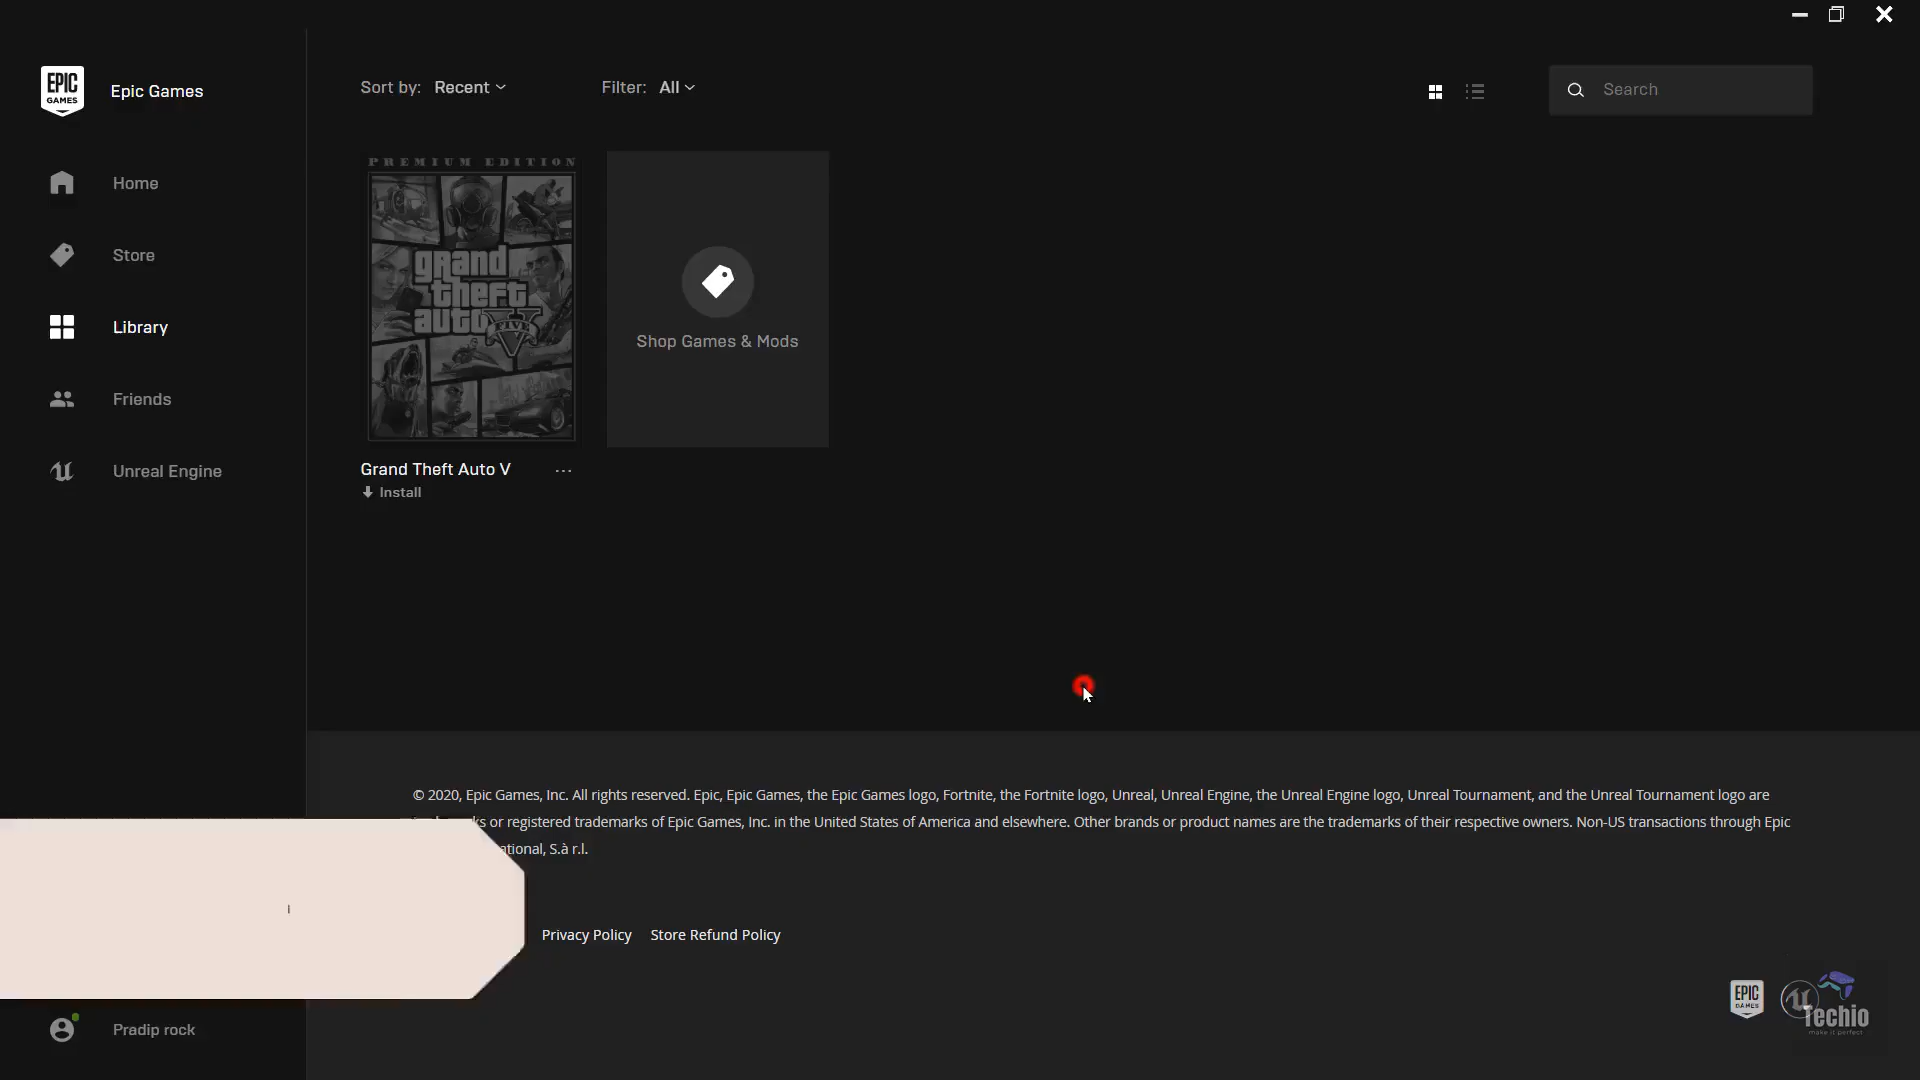 EPIC
GAMES
Epic Games
Home
Store
Library
Friends
Unreal Engine
Sort by: Recent
Filter: All
Search
PREMIUM EDITION
grand
theft
auto
FIVE
V
Grand Theft Auto V
...
Install
Shop Games & Mods
© 2020, Epic Games, Inc. All rights reserved. Epic, Epic Games, the Epic Games logo, Fortnite, the Fortnite logo, Unreal, Unreal Engine, the Unreal Engine logo, Unreal Tournament, and the Unreal Tournament logo are
or registered trademarks of Epic Games, Inc. in the United States of America and elsewhere. Other brands or product names are the trademarks of their respective owners. Non-US transactions through Epic
S.à r.l.
Privacy Policy Store Refund Policy
EPIC
GAMES
Techio
make it perfect
Pradip rock